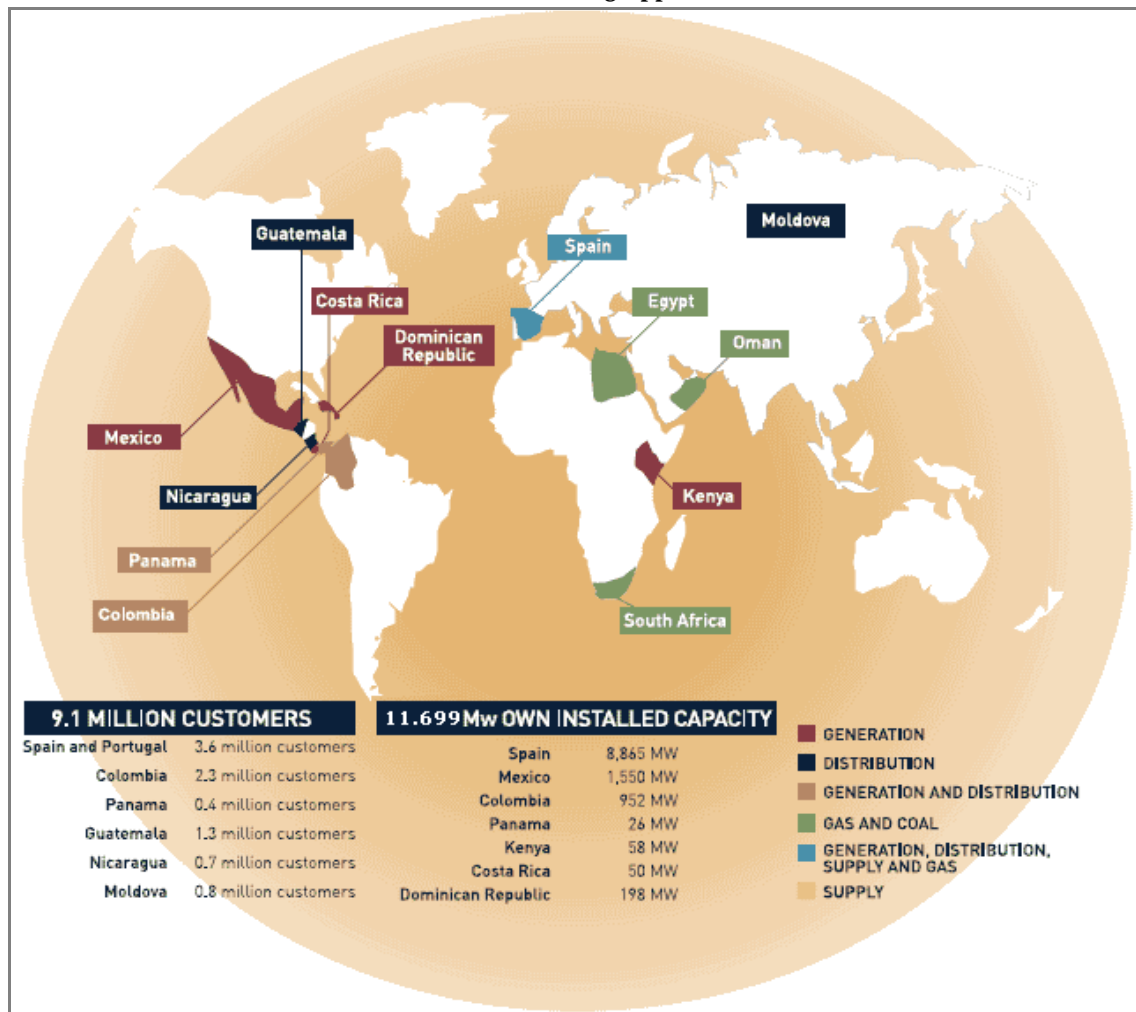 Guatemala
Moldova
Spain
Costa Rica
Egypt
Dominican
Republic
Oman
Mexico
Nicaragua
Kenya
Panama
Colombia
South Africa
9.1 MILLION CUSTOMERS
Spain and Portugal 3.6 million customers
Colombia 2.3 million customers
Panama 0.4 million customers
Guatemala 1.3 million customers
Nicaragua 0.7 million customers
Moldova 0.8 million customers
11.699Mw OWN INSTALLED CAPACITY
Spain 8,865 MW
Mexico 1,550 MW
Colombia 952 MW
Panama 26 MW
Kenya 58 MW
Costa Rica 50 MW
Dominican Republic 198 MW
GENERATION
DISTRIBUTION
GENERATION AND DISTRIBUTION
GAS AND COAL
GENERATION, DISTRIBUTION,
SUPPLY AND GAS
SUPPLY